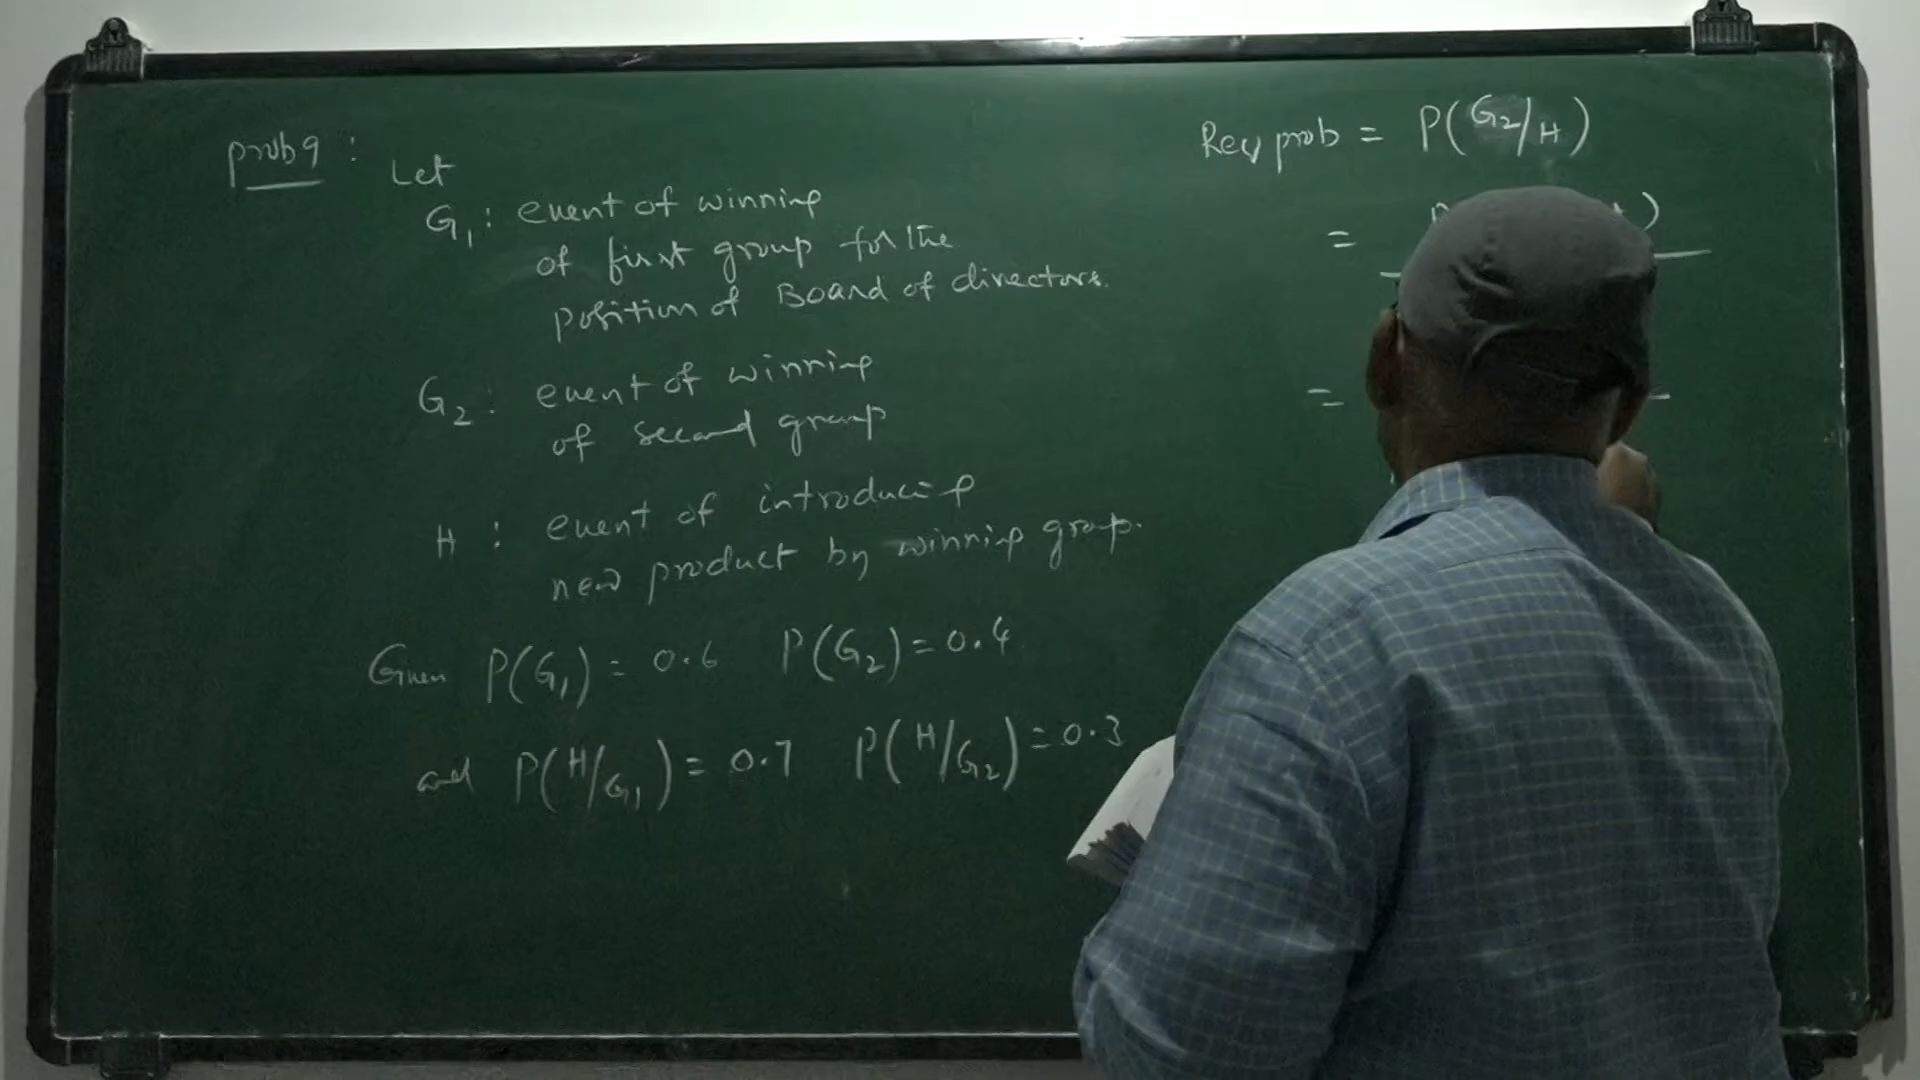 prob 9 :
Let
G1 : event of winning
of first group for the
position of Board of directors.
G2 : event of winning
of second group
H : event of introducing
new product by winning group.
Given P(G1) = 0.6 P(G2) = 0.4
and P(H/G1) = 0.7 P(H/G2) = 0.3
Req prob = P(G2/H)
= )
=